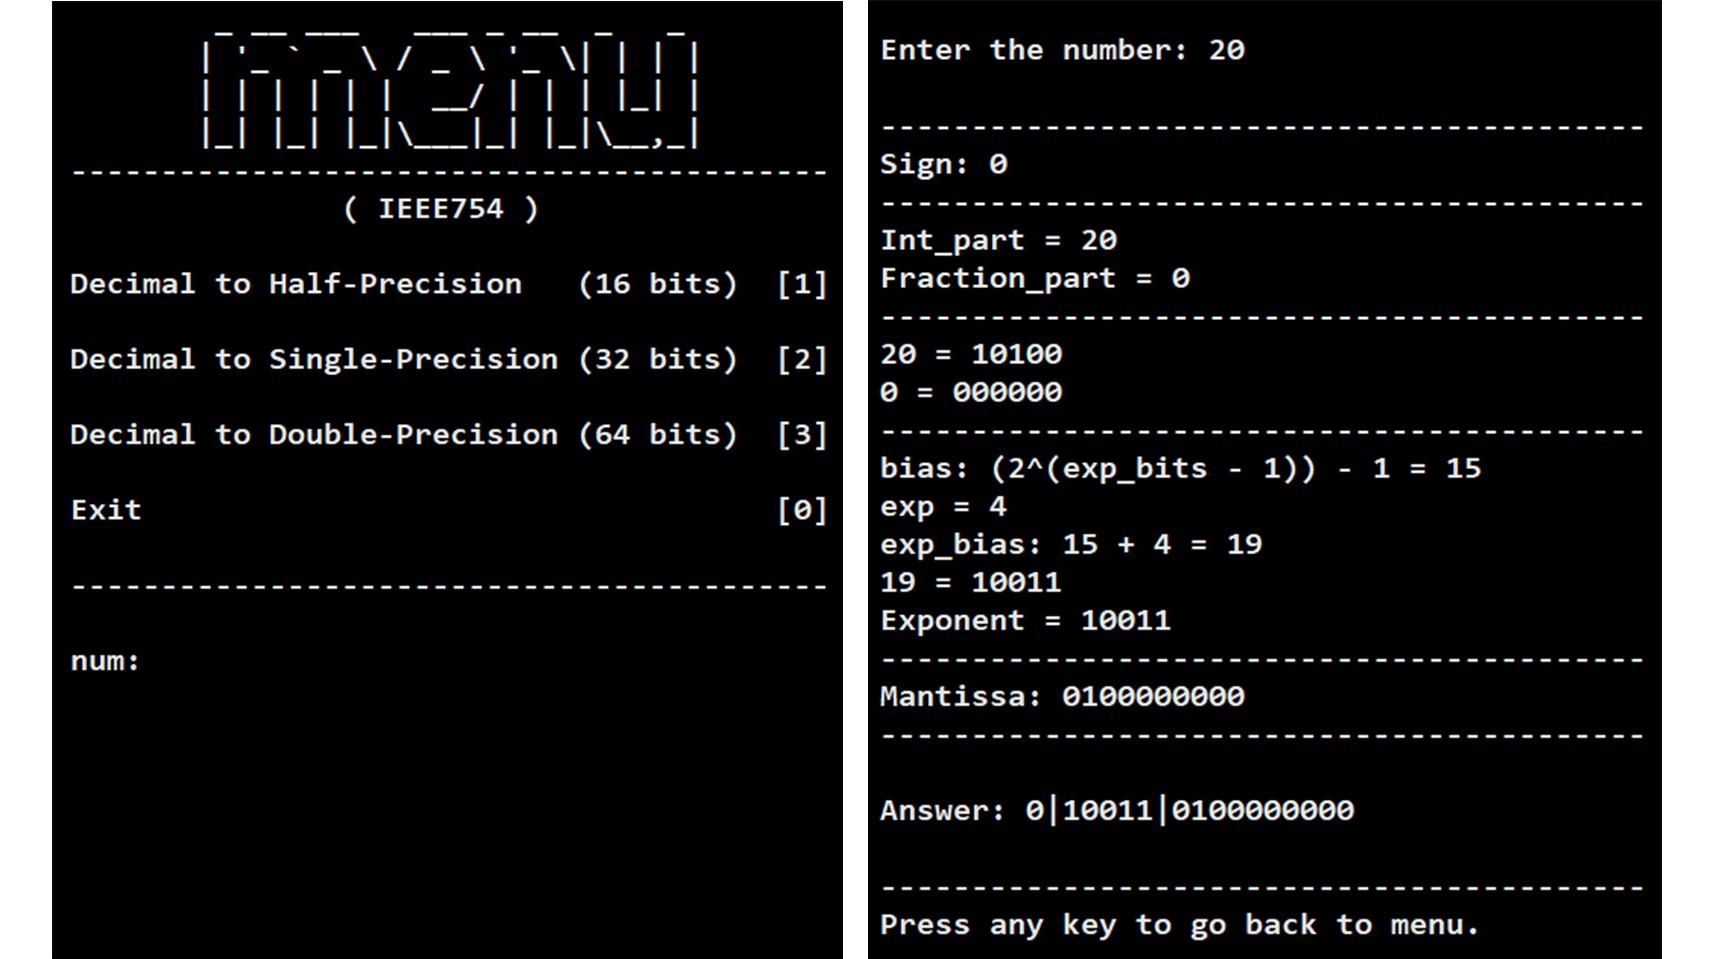 menu
-----------------------------------------
( IEEE754 )
Decimal to Half-Precision (16 bits) [1]
Decimal to Single-Precision (32 bits) [2]
Decimal to Double-Precision (64 bits) [3]
Exit [0]
-----------------------------------------
num:
Enter the number: 20
-----------------------------------------
Sign: 0
-----------------------------------------
Int_part = 20
Fraction_part = 0
-----------------------------------------
20 = 10100
0 = 000000
-----------------------------------------
bias: (2^(exp_bits - 1)) - 1 = 15
exp = 4
exp_bias: 15 + 4 = 19
19 = 10011
Exponent = 10011
-----------------------------------------
Mantissa: 0100000000
-----------------------------------------
Answer: 0|10011|0100000000
-----------------------------------------
Press any key to go back to menu.